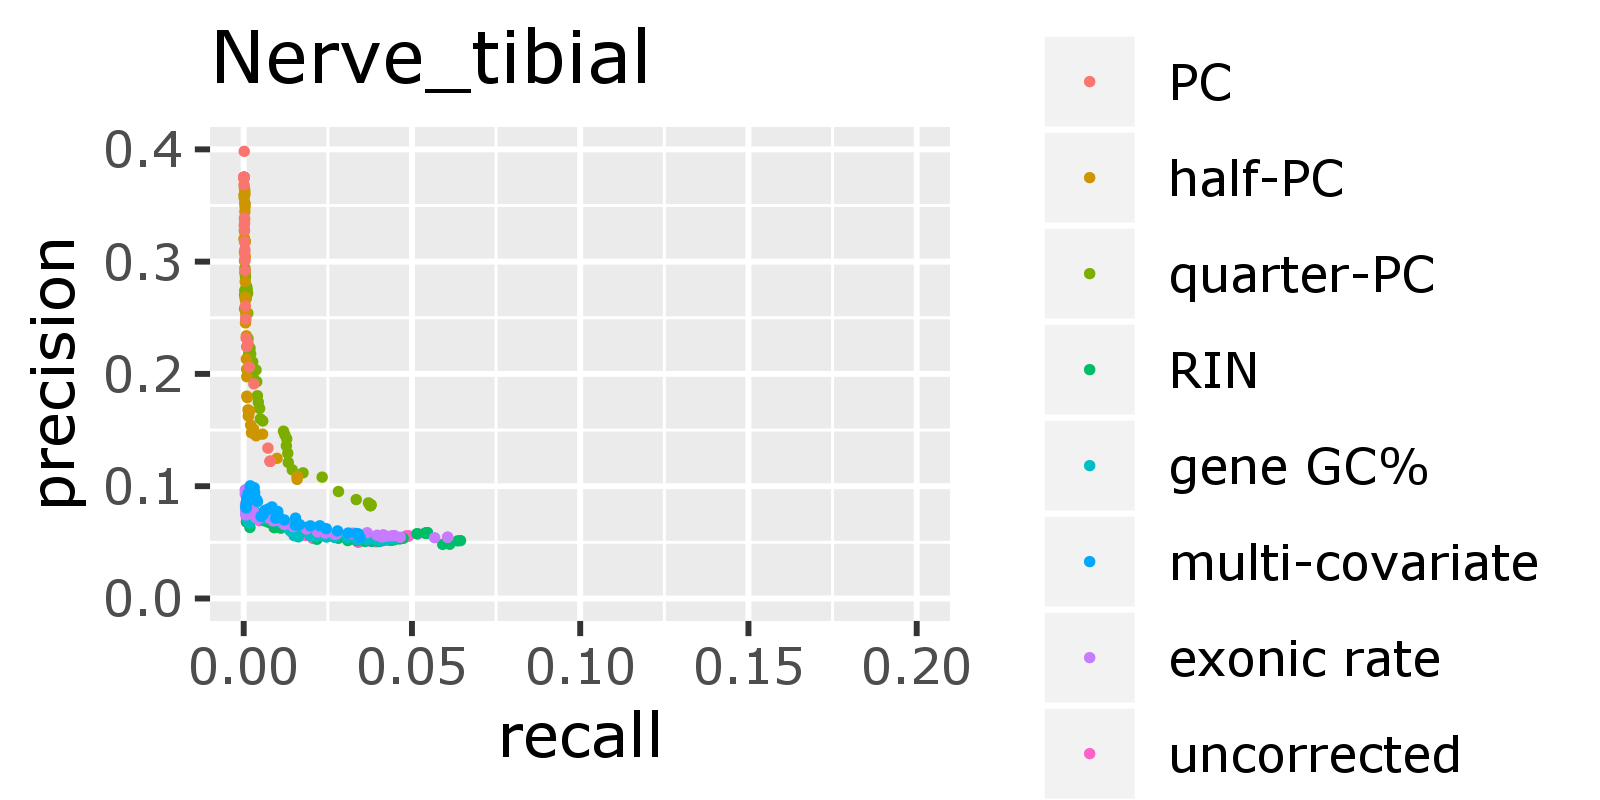 Nerve_tibial
precision
0.4
0.3
0.2
0.1
0.0
0.00 0.05 0.10 0.15 0.20
recall
PC
half-PC
quarter-PC
RIN
gene GC%
multi-covariate
exonic rate
uncorrected